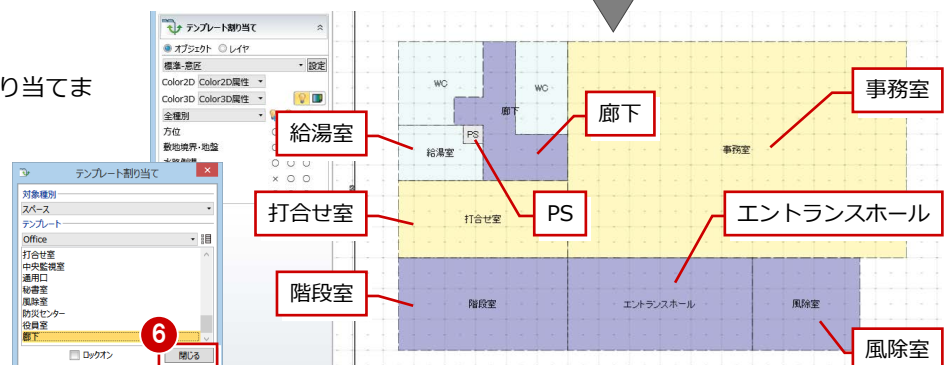 り当てま
テンプレート割り当て
オブジェクト レイヤ
標準-意匠 設定
Color2D Color2D属性
Color3D Color3D属性
全種別
方位
敷地境界・地盤
テンプレート割り当て
対象種別
スペース
テンプレート
Office
打合せ室
中央監視室
通用口
秘書室
風除室
防災センター
役員室
廊下
6
ロックオン 閉じる
WC
WC
廊下
PS
給湯室
事務室
打合せ室
階段室
エントランスホール
風除室
給湯室
廊下
事務室
打合せ室
PS
エントランスホール
階段室
風除室